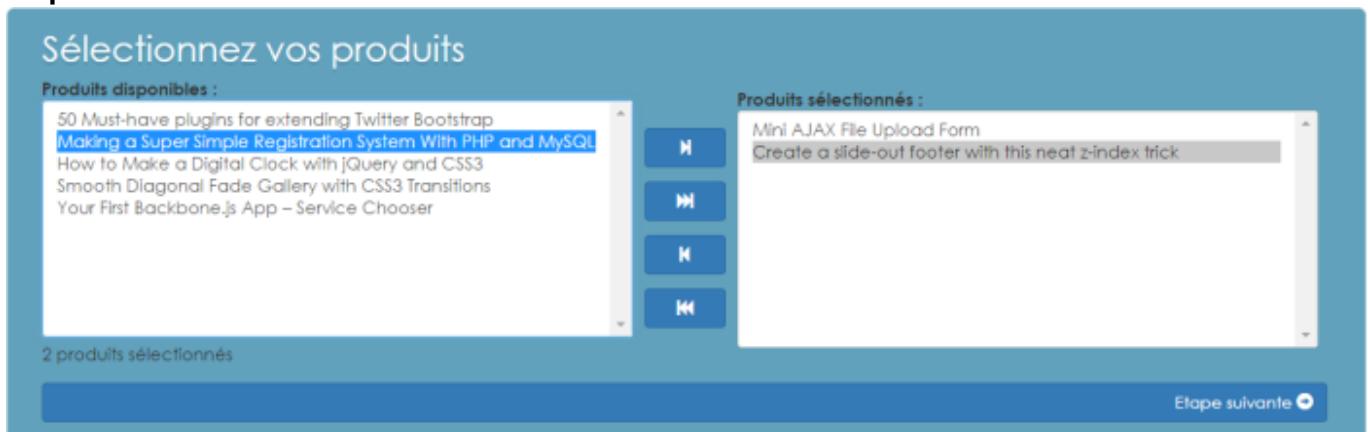 Sélectionnez vos produits
Produits disponibles :
50 Must-have plugins for extending Twitter Bootstrap
Making a Super Simple Registration System With PHP and MySQL
How to Make a Digital Clock with jQuery and CSS3
Smooth Diagonal Fade Gallery with CSS3 Transitions
Your First Backbone.js App – Service Chooser
Produits sélectionnés :
Mini AJAX File Upload Form
Create a slide-out footer with this neat z-index trick
2 produits sélectionnés
Etape suivante